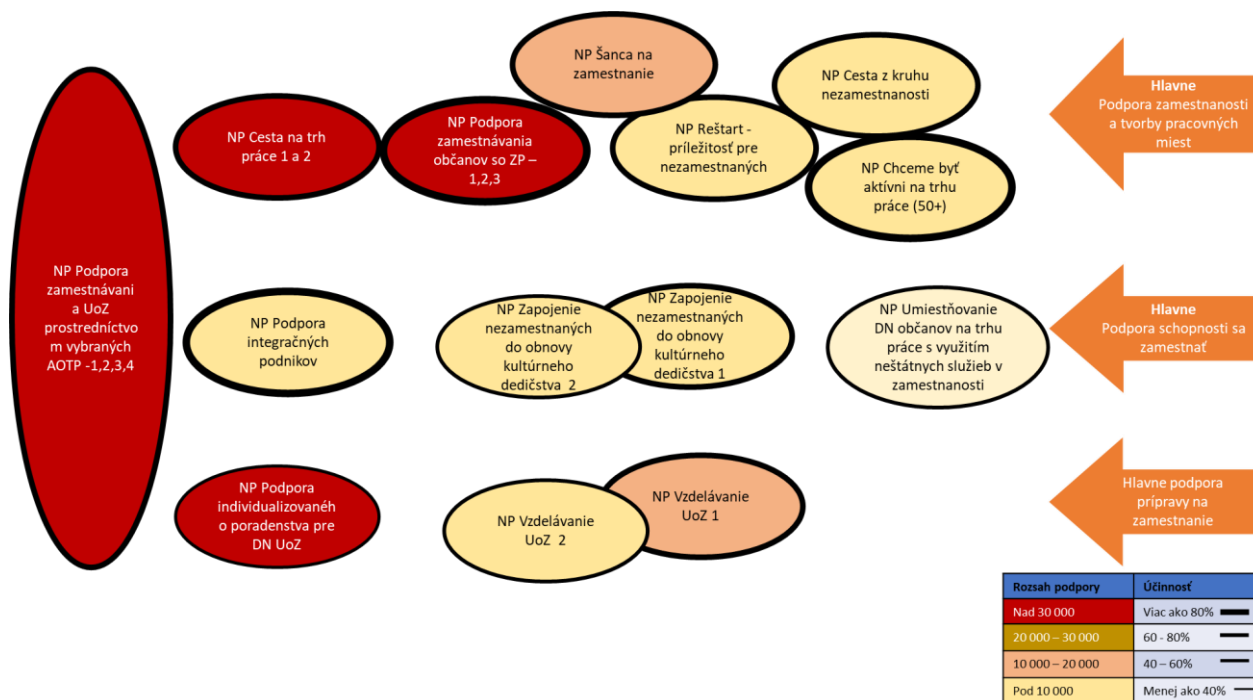 NP Šanca na
zamestnanie
NP Cesta z kruhu
nezamestnanosti
Hlavne
Podpora zamestnanosti
a tvorby pracovných
miest
NP Cesta na trh
práce 1 a 2
NP Podpora
zamestnávania
občanov so ZP –
1,2,3
NP Reštart -
príležitosť pre
nezamestnaných
NP Chceme byť
aktívni na trhu
práce (50+)
NP Podpora
zamestnávani
a UoZ
prostredníctvo
m vybraných
AOTP -1,2,3,4
NP Podpora
integračných
podnikov
NP Zapojenie
nezamestnaných
do obnovy
kultúrneho
dedičstva  2
NP Zapojenie
nezamestnaných
do obnovy
kultúrneho
dedičstva 1
NP Umiestňovanie
DN občanov na trhu
práce s využitím
neštátnych služieb v
zamestnanosti
Hlavne
Podpora schopnosti sa
zamestnať
NP Podpora
individualizovanéh
o poradenstva pre
DN UoZ
NP Vzdelávanie
UoZ  2
NP Vzdelávanie
UoZ 1
Hlavne podpora
prípravy na
zamestnanie
Rozsah podpory Účinnosť
Nad 30 000 Viac ako 80%
20 000 – 30 000 60 - 80%
10 000 – 20 000 40 – 60%
Pod 10 000 Menej ako 40%